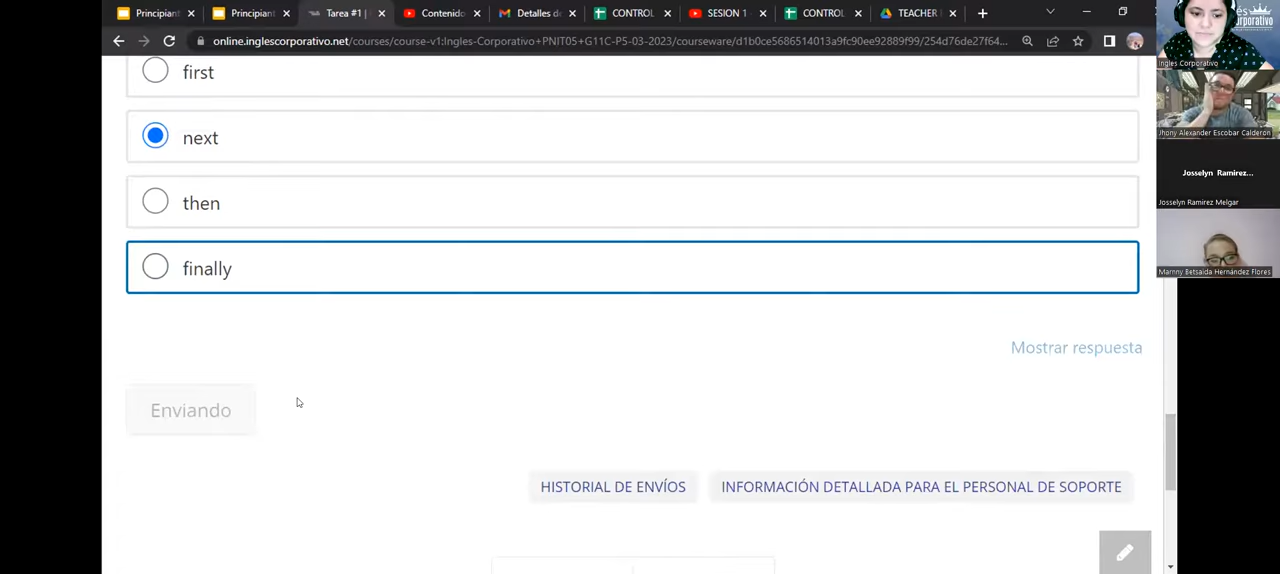 Principiant
Principiant
Tarea #1 |
Contenido
Detalles de
CONTROL
SESION 1 -
CONTROL
TEACHER
online.inglescorporativo.net/courses/course-v1:Ingles-Corporativo+PNIT05+G11C-P5-03-2023/courseware/d1b0ce5686514013a9fc90ee92889f99/254d76de27f64...
first
next
then
finally
Mostrar respuesta
Enviando
HISTORIAL DE ENVÍOS
INFORMACIÓN DETALLADA PARA EL PERSONAL DE SOPORTE
Ingles Corporativo
Jhony Alexander Escobar Calderon
Josselyn Ramirez...
Josselyn Ramirez Melgar
Marnny Betsaida Hernández Flores